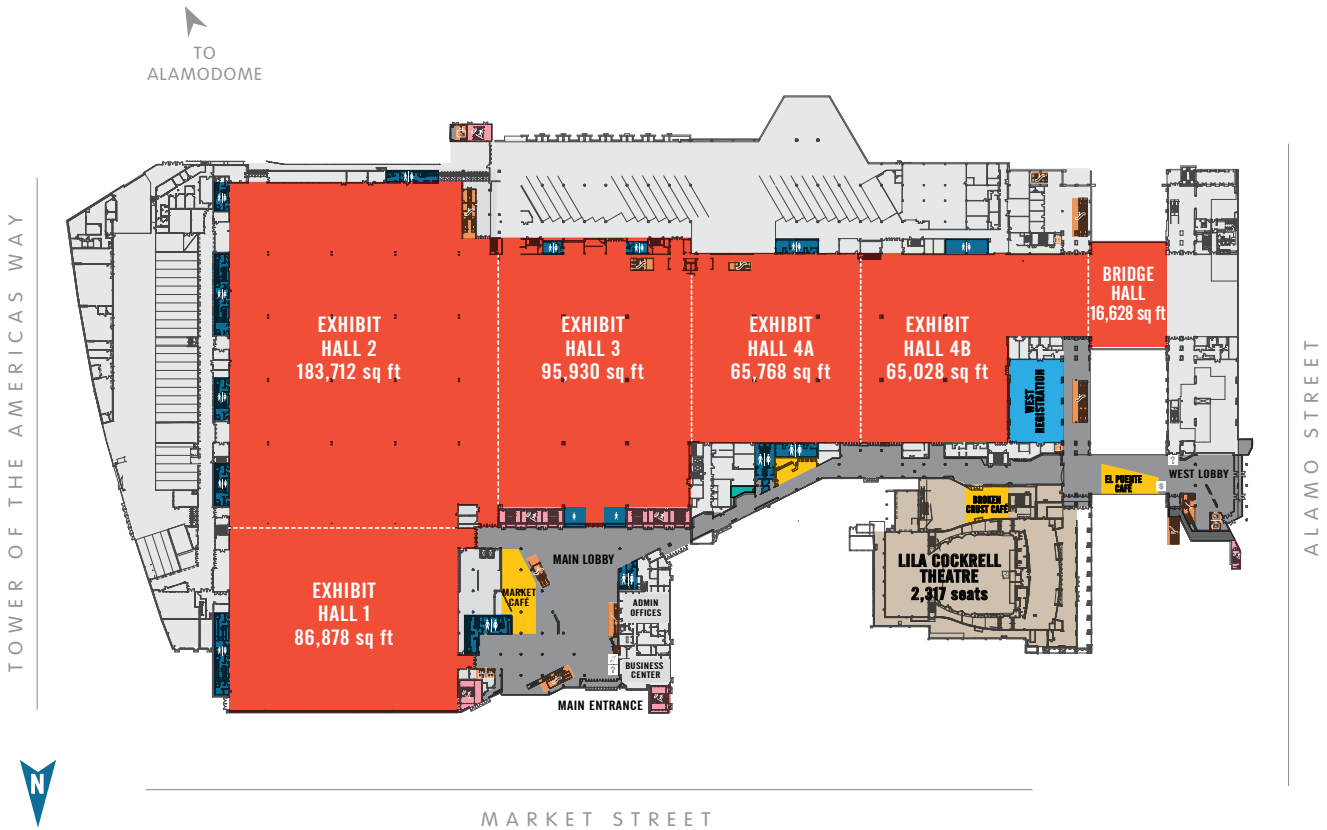 TO
ALAMODOME
TOWER OF THE AMERICAS WAY
ALAMO STREET
EXHIBIT
HALL 2
183,712 sq ft
EXHIBIT
HALL 3
95,930 sq ft
EXHIBIT
HALL 4A
65,768 sq ft
EXHIBIT
HALL 4B
65,028 sq ft
BRIDGE
HALL
16,628 sq ft
WEST
REGISTRATION
WEST LOBBY
EL PUENTE
CAFÉ
$
?
BROKEN
CRUST CAFÉ
LILA COCKRELL
THEATRE
2,317 seats
MAIN LOBBY
MARKET
CAFÉ
ADMIN
OFFICES
BUSINESS
CENTER
?
MAIN ENTRANCE
EXHIBIT
HALL 1
86,878 sq ft
N
MARKET STREET